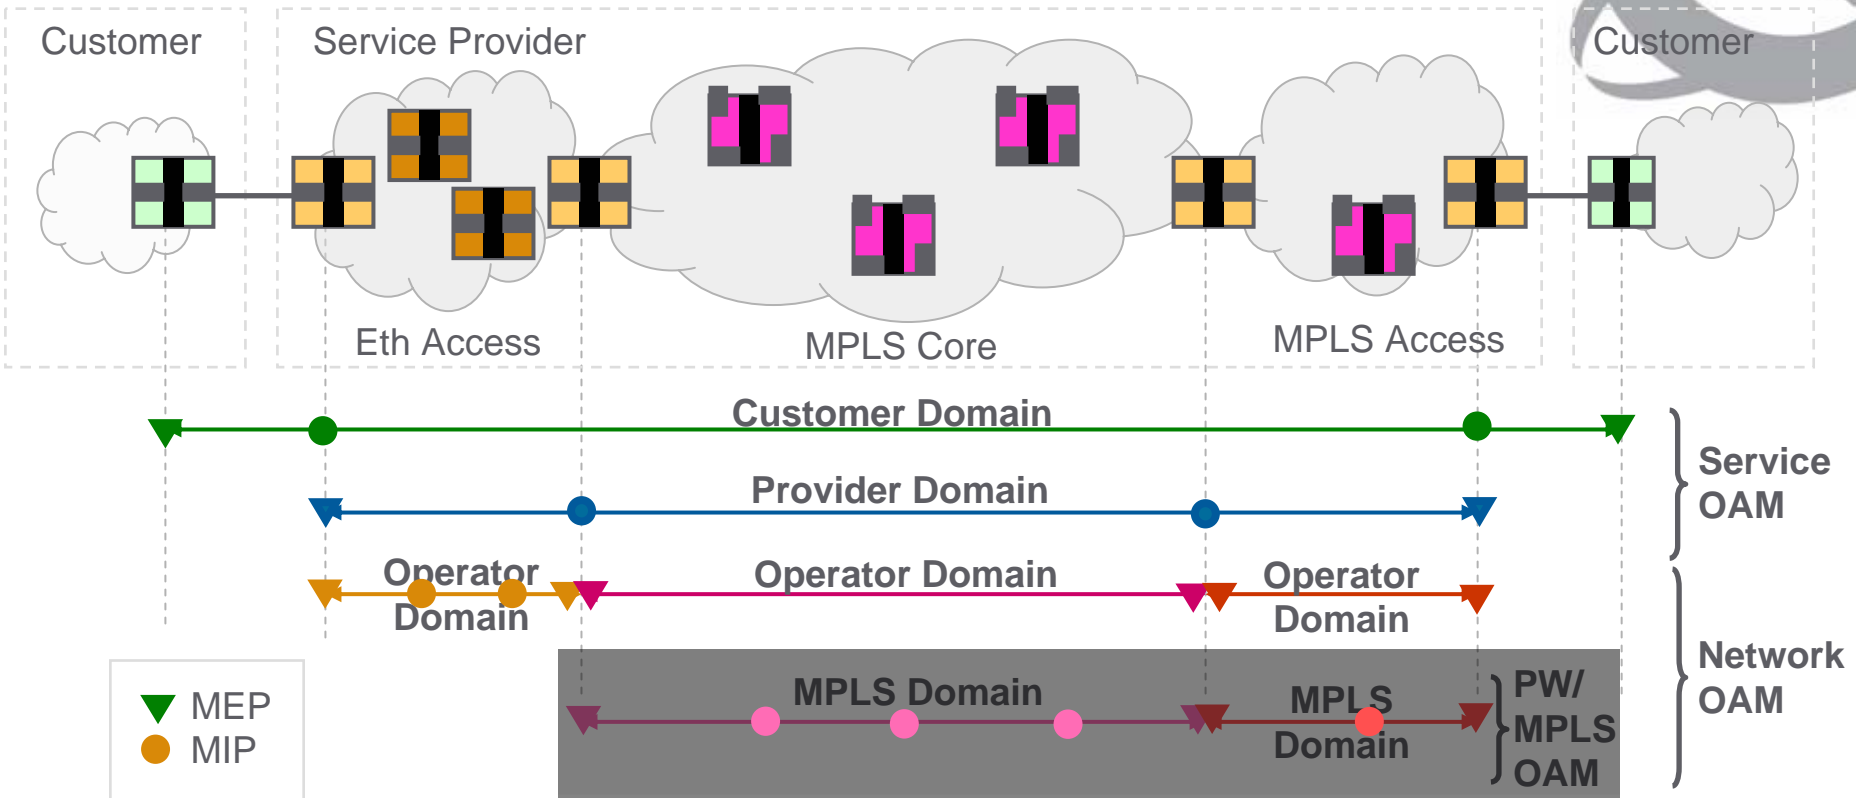 Customer
Service Provider
Customer
Eth Access
MPLS Core
MPLS Access
Customer Domain
Provider Domain
Service
OAM
Operator
Domain
Operator Domain
Operator
Domain
MPLS Domain
MPLS
Domain
PW/
MPLS
OAM
Network
OAM
MEP
MIP